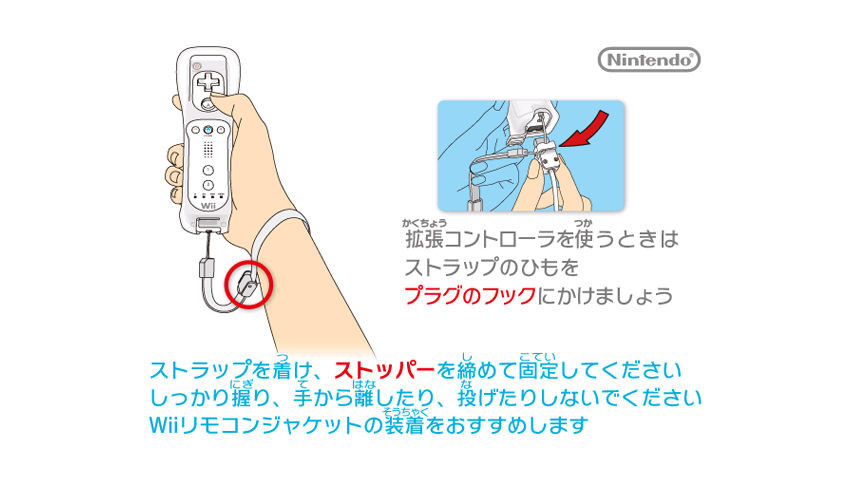 Nintendo®
拡張コントローラを使うときは
かくちょう つか
ストラップのひもを
プラグのフックにかけましょう
Wii
ストラップを着け、ストッパーを締めて固定してください
つ し こてい
しっかり握り、手から離したり、投げたりしないでください
にぎ て はな な
Wiiリモコンジャケットの装着をおすすめします
そうちゃく